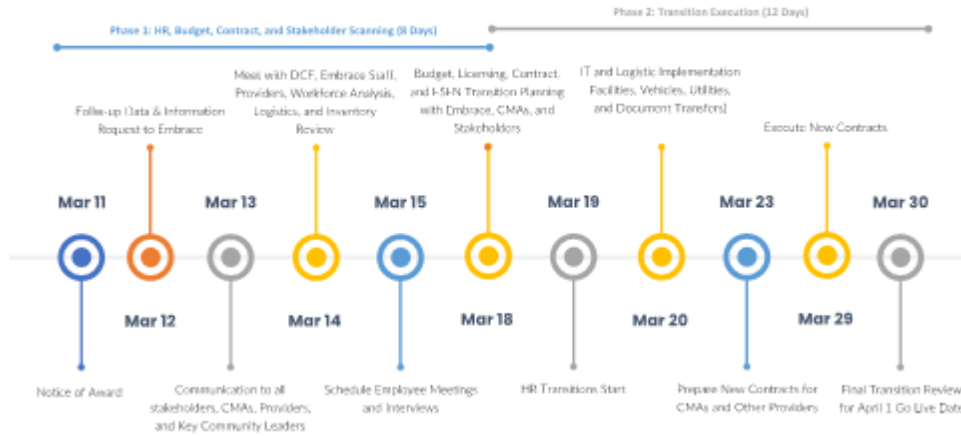 Phase 2: Transition Execution (12 Days)
Phase 1: HR, Budget, Contract, and Stakeholder Scanning (8 Days)
Follow-up Data & Information
Request to Embrace
Meet with DCF, Embrace Staff,
Providers, Workforce Analysis,
Logistics, and Inventory
Review
Budget, Licensing, Contract,
and Transition Planning
with Embrace, CMAs, and
Stakeholders
IT and Logistic Implementation
Facilities, Vehicles, Utilities,
and Document Transfers)
Execute New Contracts
Mar 11
Mar 13
Mar 15
Mar 19
Mar 23
Mar 30
Mar 12
Mar 14
Mar 18
Mar 20
Mar 29
Notice of Award
Communication to all
stakeholders, CMAs, Providers,
and Key Community Leaders
Schedule Employee Meetings
and Interviews
HR Transitions Start
Prepare New Contracts for
CMAs and Other Providers
Final Transition Review
for April 1 Go Live Date